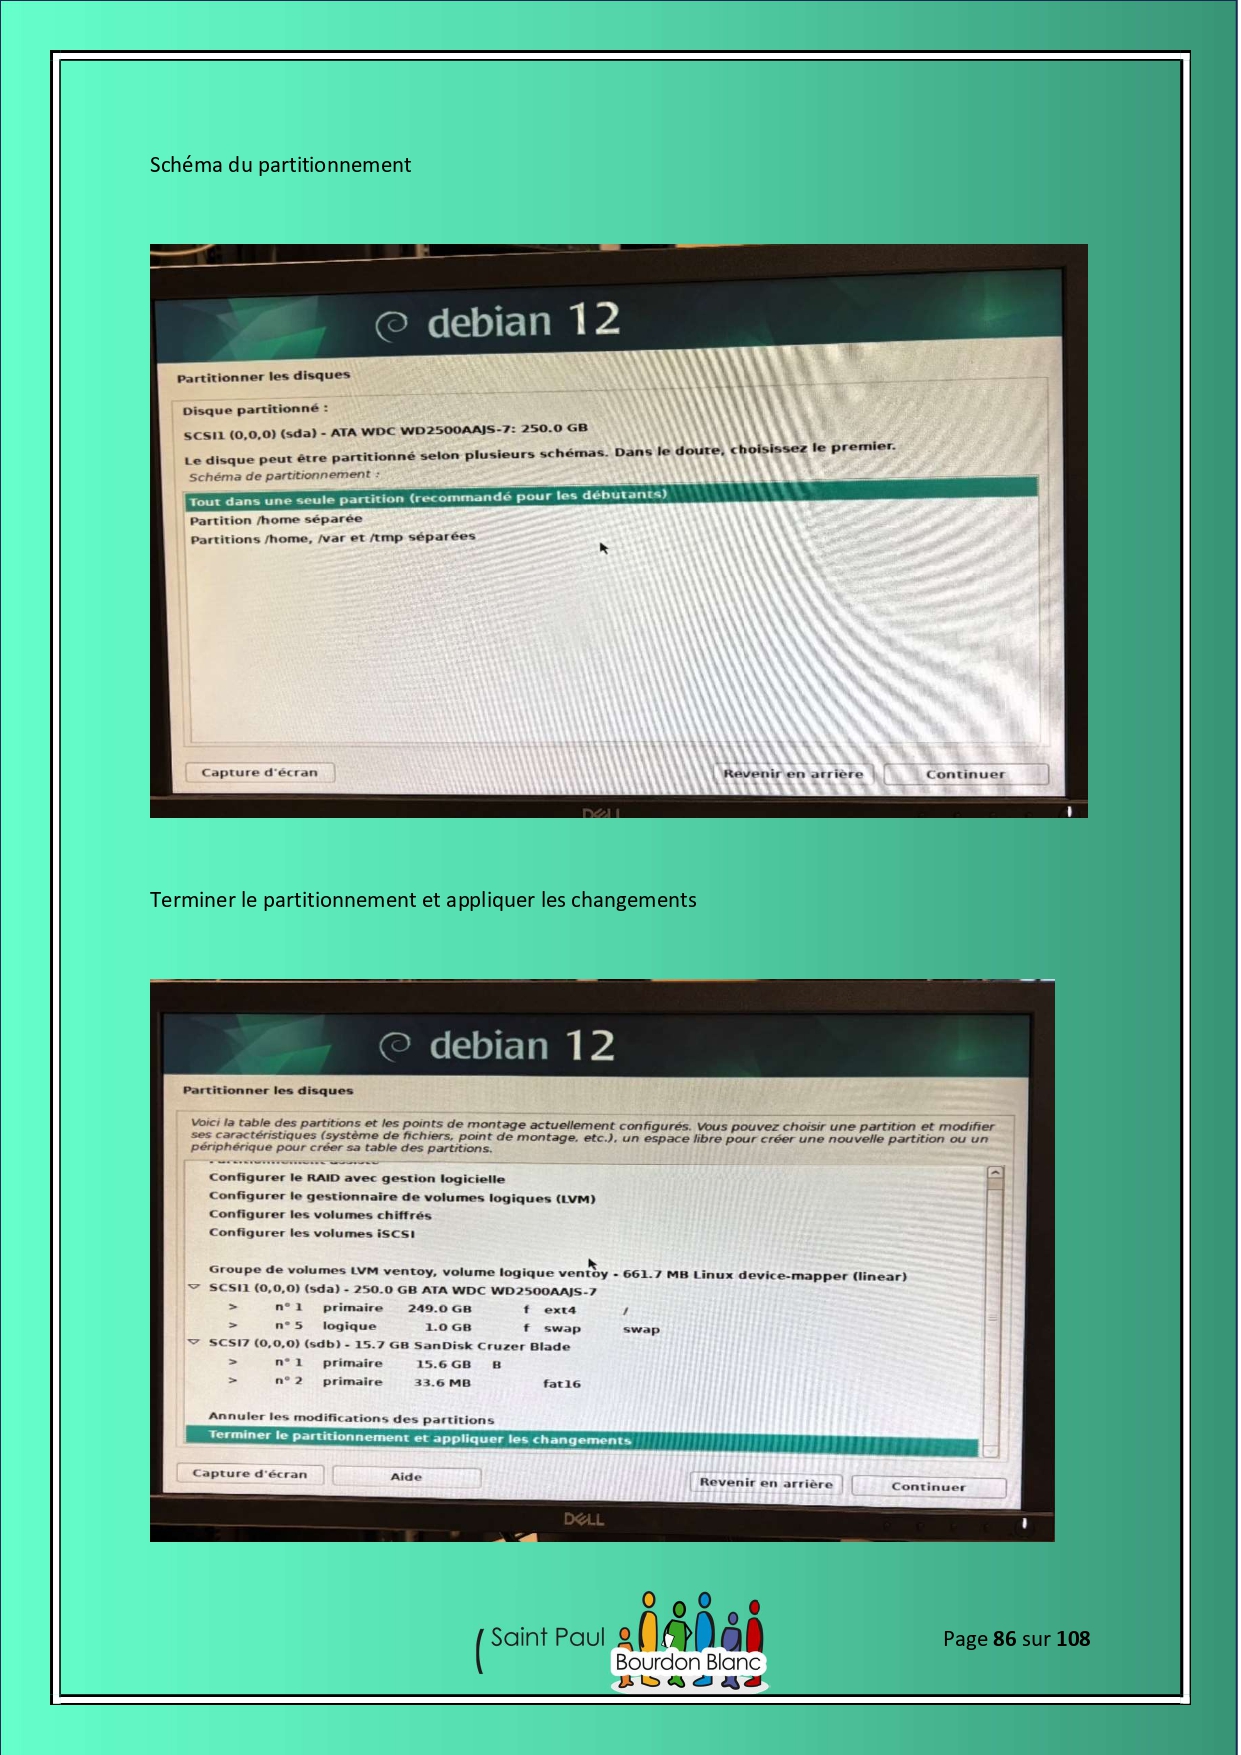 Schéma du partitionnement
debian 12
Partitionner les disques
Disque partitionné :
SCSI1 (0,0,0) (sda) - ATA WDC WD2500AAJS-7: 250.0 GB
Le disque peut être partitionné selon plusieurs schémas. Dans le doute, choisissez le premier.
Schéma de partitionnement :
Tout dans une seule partition (recommandé pour les débutants)
Partition /home séparée
Partitions /home, /var et /tmp séparées
Capture d'écran
Revenir en arrière
Continuer
DELL
Terminer le partitionnement et appliquer les changements
debian 12
Partitionner les disques
Voici la table des partitions et les points de montage actuellement configurés. Vous pouvez choisir une partition et modifier
ses caractéristiques (système de fichiers, point de montage, etc.), un espace libre pour créer une nouvelle partition ou un
périphérique pour créer sa table des partitions.
Configurer le RAID avec gestion logicielle
Configurer le gestionnaire de volumes logiques (LVM)
Configurer les volumes chiffrés
Configurer les volumes iSCSI
Groupe de volumes LVM ventoy, volume logique ventoy - 661.7 MB Linux device-mapper (linear)
SCSI1 (0,0,0) (sda) - 250.0 GB ATA WDC WD2500AAJS-7
> n° 1 primaire 249.0 GB f ext4 /
> n° 5 logique 1.0 GB f swap swap
SCSI7 (0,0,0) (sdb) - 15.7 GB SanDisk Cruzer Blade
> n° 1 primaire 15.6 GB B
> n° 2 primaire 33.6 MB fat16
Annuler les modifications des partitions
Terminer le partitionnement et appliquer les changements
Capture d'écran
Aide
Revenir en arrière
Continuer
DELL
Saint Paul
Bourdon Blanc
Page 86 sur 108